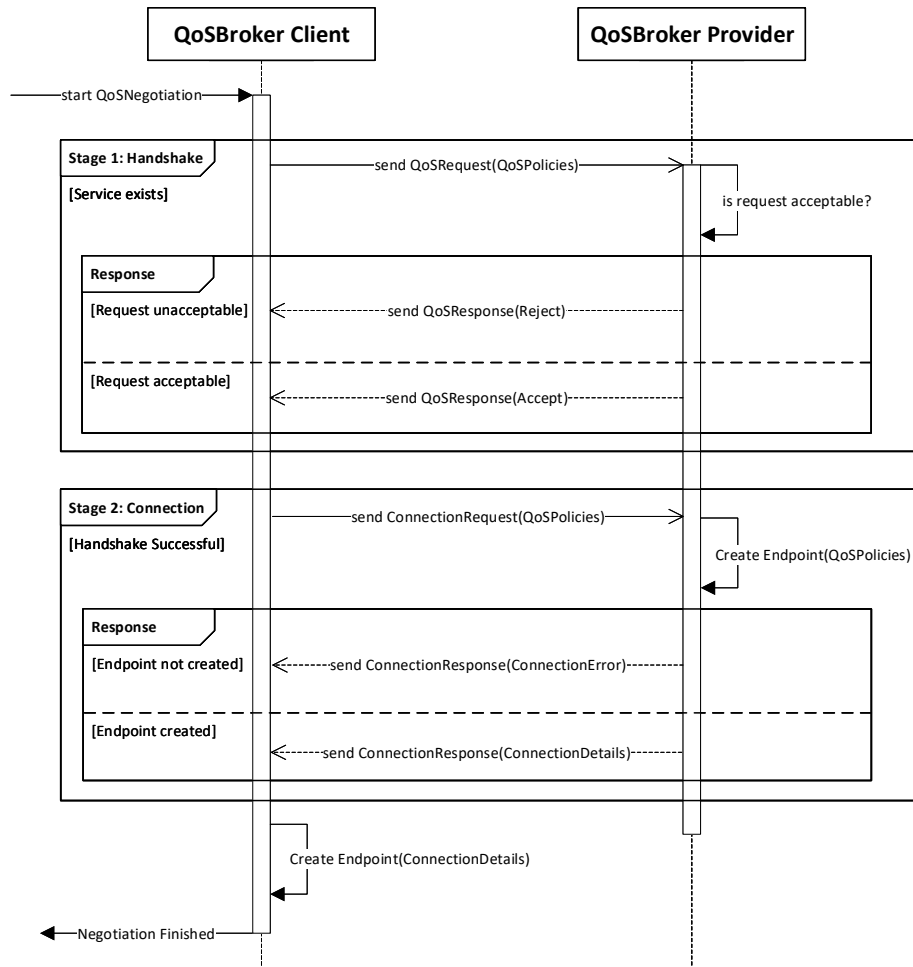 QoSBroker Client
QoSBroker Provider
start QoSNegotiation
Stage 1: Handshake
send QoSRequest(QoSPolicies)
[Service exists]
is request acceptable?
Response
[Request unacceptable]
send QoSResponse(Reject)
[Request acceptable]
send QoSResponse(Accept)
Stage 2: Connection
send ConnectionRequest(QoSPolicies)
[Handshake Successful]
Create Endpoint(QoSPolicies)
Response
[Endpoint not created]
send ConnectionResponse(ConnectionError)
[Endpoint created]
send ConnectionResponse(ConnectionDetails)
Create Endpoint(ConnectionDetails)
Negotiation Finished